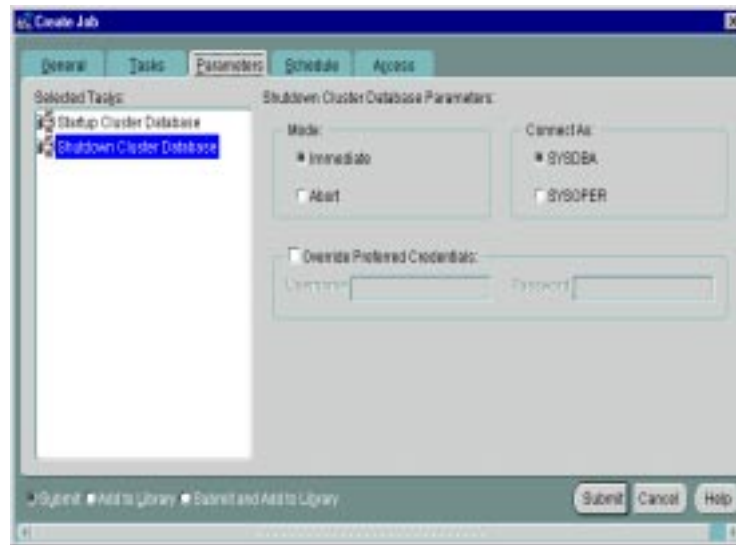 Create Job
General Tasks Parameters Schedule Access
Selected Tasks:
Startup Cluster Database
Shutdown Cluster Database
Shutdown Cluster Database Parameters:
Mode:
Immediate
Abort
Connect As:
SYSDBA
SYSOPER
Override Preferred Credentials:
Username: Password:
Submit Add to Library Submit and Add to Library
Submit Cancel Help